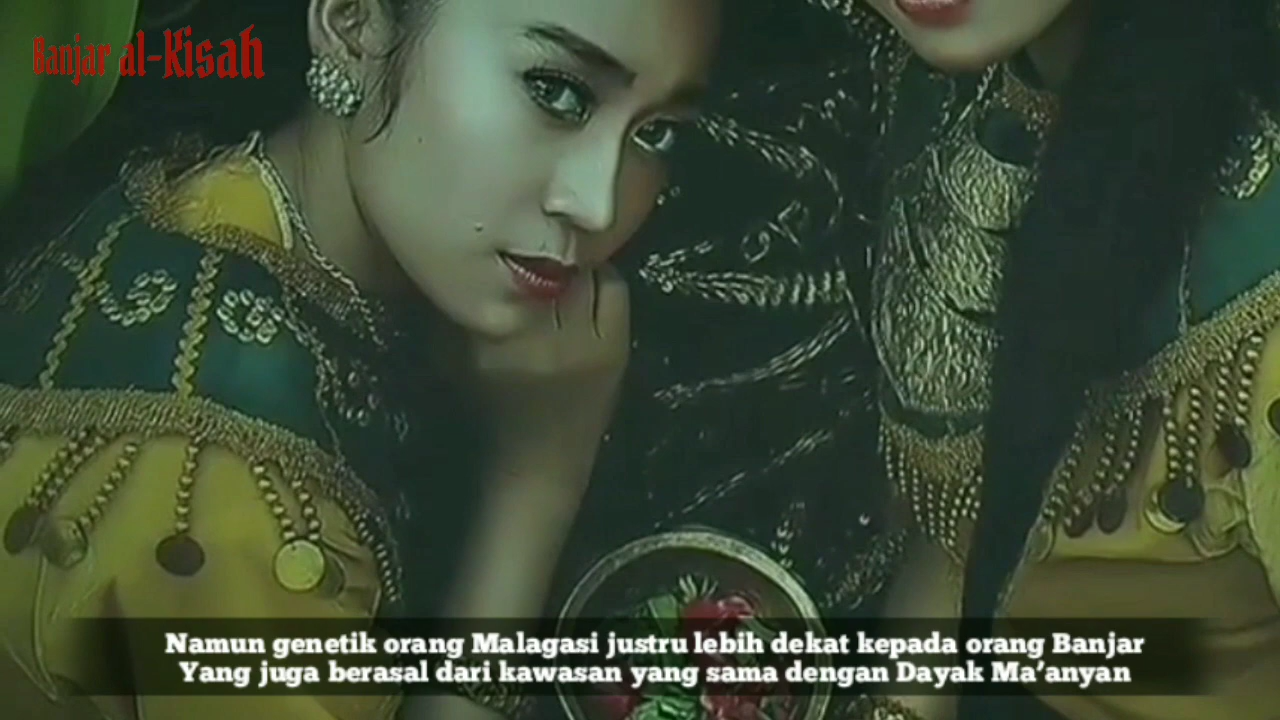 Banjar al-Kisah
Namun genetik orang Malagasi justru lebih dekat kepada orang Banjar
Yang juga berasal dari kawasan yang sama dengan Dayak Ma’anyan